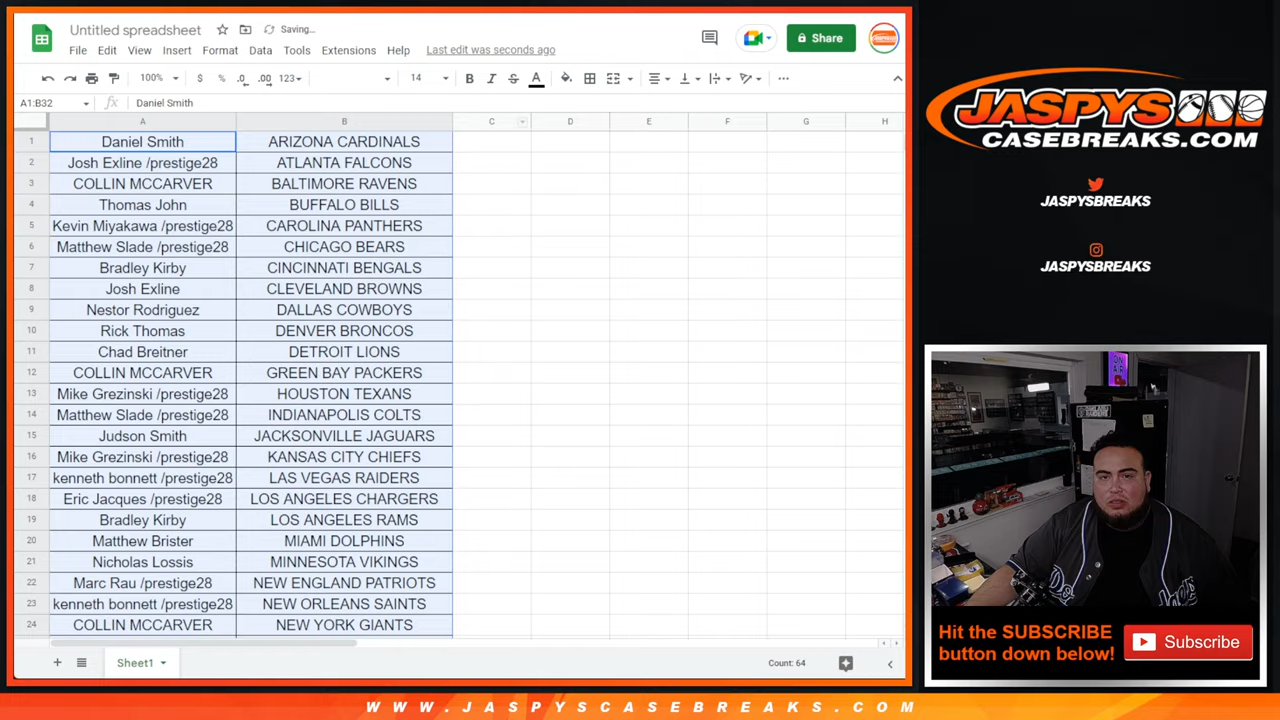 Untitled spreadsheet
Saving...
File Edit View Insert Format Data Tools Extensions Help Last edit was seconds ago
Share
100% $ % .0 .00 123 14 B I S A
A1:B32 fx Daniel Smith
A B C D E F G H
1 Daniel Smith ARIZONA CARDINALS
2 Josh Exline /prestige28 ATLANTA FALCONS
3 COLLIN MCCARVER BALTIMORE RAVENS
4 Thomas John BUFFALO BILLS
5 Kevin Miyakawa /prestige28 CAROLINA PANTHERS
6 Matthew Slade /prestige28 CHICAGO BEARS
7 Bradley Kirby CINCINNATI BENGALS
8 Josh Exline CLEVELAND BROWNS
9 Nestor Rodriguez DALLAS COWBOYS
10 Rick Thomas DENVER BRONCOS
11 Chad Breitner DETROIT LIONS
12 COLLIN MCCARVER GREEN BAY PACKERS
13 Mike Grezinski /prestige28 HOUSTON TEXANS
14 Matthew Slade /prestige28 INDIANAPOLIS COLTS
15 Judson Smith JACKSONVILLE JAGUARS
16 Mike Grezinski /prestige28 KANSAS CITY CHIEFS
17 kenneth bonnett /prestige28 LAS VEGAS RAIDERS
18 Eric Jacques /prestige28 LOS ANGELES CHARGERS
19 Bradley Kirby LOS ANGELES RAMS
20 Matthew Brister MIAMI DOLPHINS
21 Nicholas Lossis MINNESOTA VIKINGS
22 Marc Rau /prestige28 NEW ENGLAND PATRIOTS
23 kenneth bonnett /prestige28 NEW ORLEANS SAINTS
24 COLLIN MCCARVER NEW YORK GIANTS
Sheet1
Count: 64
JASPYS
CASEBREAKS.COM
JASPYSBREAKS
JASPYSBREAKS
ON AIR
Hit the SUBSCRIBE
button down below!
Subscribe
WWW.JASPYSCASEBREAKS.COM